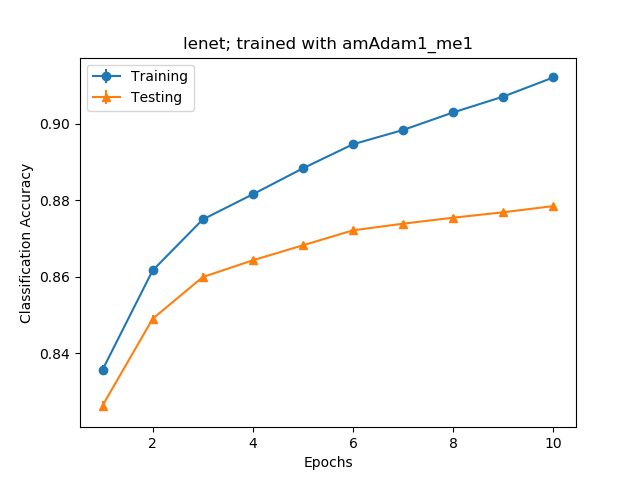 lenet; trained with amAdam1_me1
Training
Testing
0.90
0.88
0.86
0.84
Classification Accuracy
2 4 6 8 10
Epochs